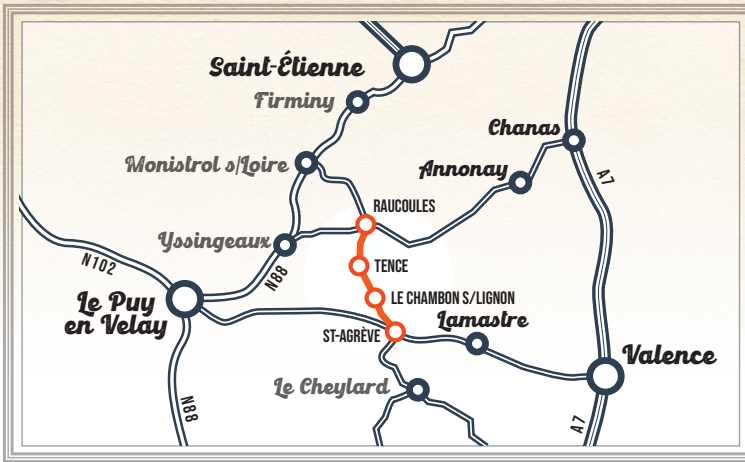 Saint-Étienne
Firminy
Chanas
Monistrol s/Loire
Annonay
A7
RAUCOULES
Yssingeaux
N102
TENCE
N88
Le Puy
en Velay
LE CHAMBON S/LIGNON
Lamastre
ST-AGRÈVE
Valence
Le Cheylard
N88
A7